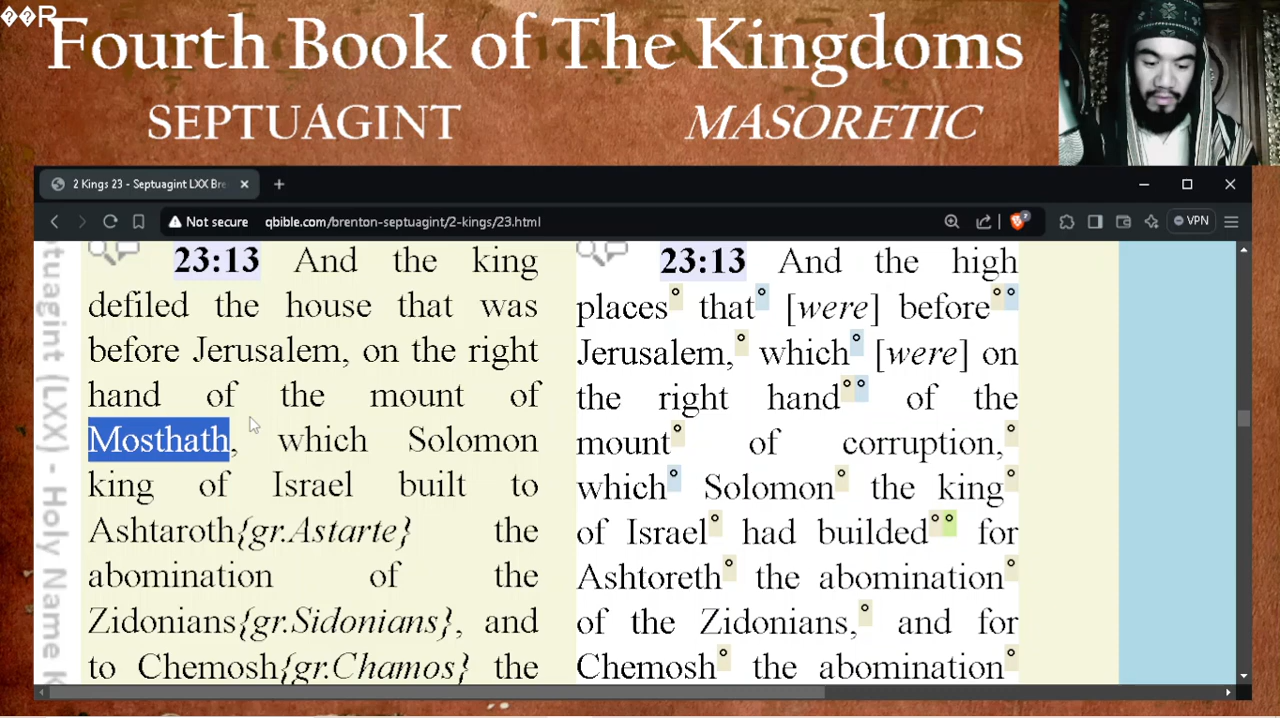 ��R
Fourth Book of The Kingdoms
SEPTUAGINT
MASORETIC
2 Kings 23 - Septuagint LXX Bre
Not secure
qbible.com/brenton-septuagint/2-kings/23.html
VPN
23:13 And the king
defiled the house that was
before Jerusalem, on the right
hand of the mount of
Mosthath, which Solomon
king of Israel built to
Ashtaroth{gr.Astarte} the
abomination of the
Zidonians{gr.Sidonians}, and
to Chemosh{gr.Chamos} the
23:13 And the high
places° that° [were] before°°
Jerusalem,° which° [were] on
the right hand°° of the
mount° of corruption,°
which° Solomon° the king°
of Israel° had builded°° for
Ashtoreth° the abomination°
of the Zidonians,° and for
Chemosh° the abomination°
tuagint (LXX) - Holy Name K